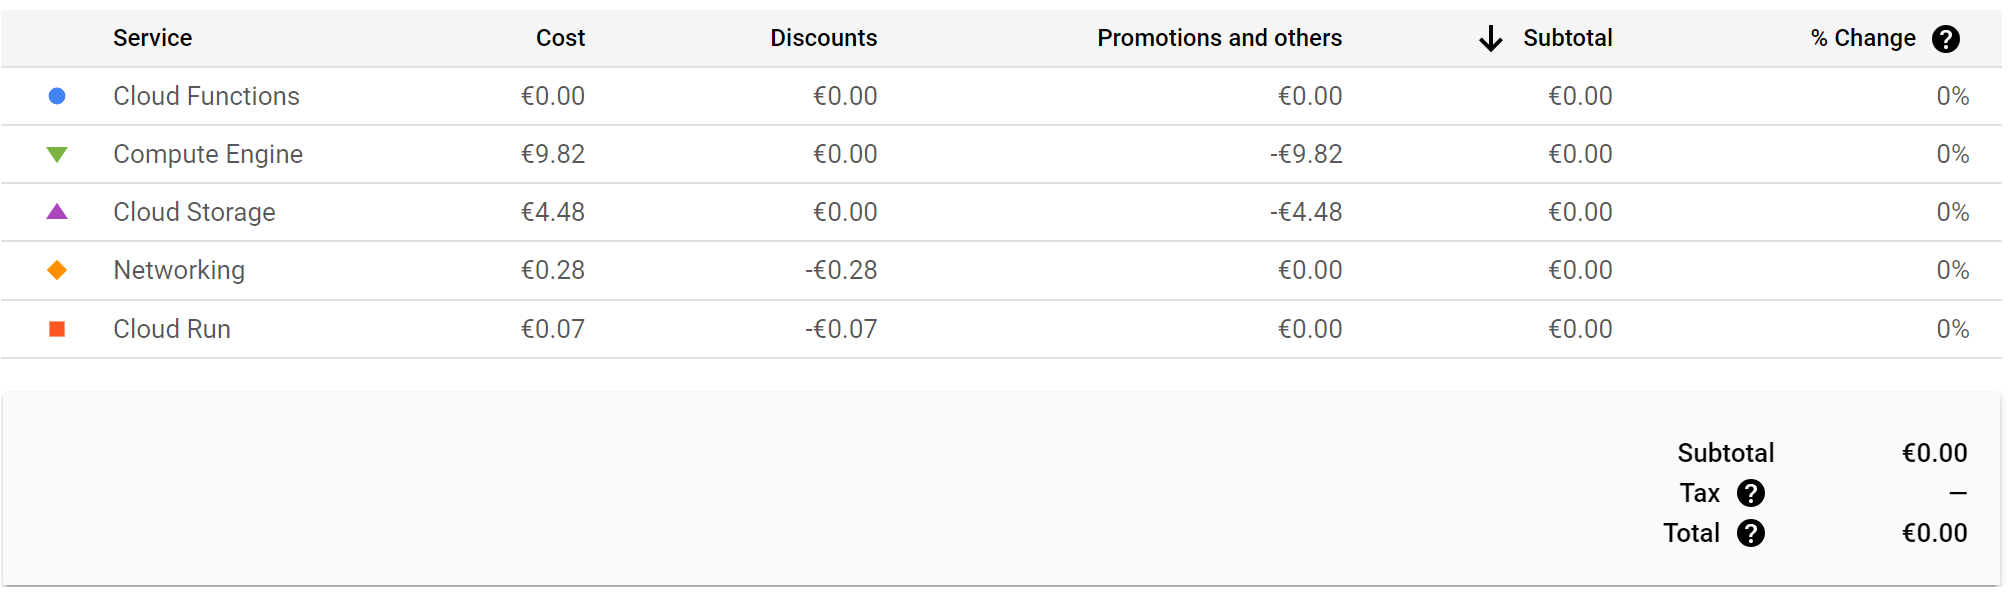 Service Cost Discounts Promotions and others Subtotal % Change
Cloud Functions €0.00 €0.00 €0.00 €0.00 0%
Compute Engine €9.82 €0.00 -€9.82 €0.00 0%
Cloud Storage €4.48 €0.00 -€4.48 €0.00 0%
Networking €0.28 -€0.28 €0.00 €0.00 0%
Cloud Run €0.07 -€0.07 €0.00 €0.00 0%
Subtotal €0.00
Tax —
Total €0.00